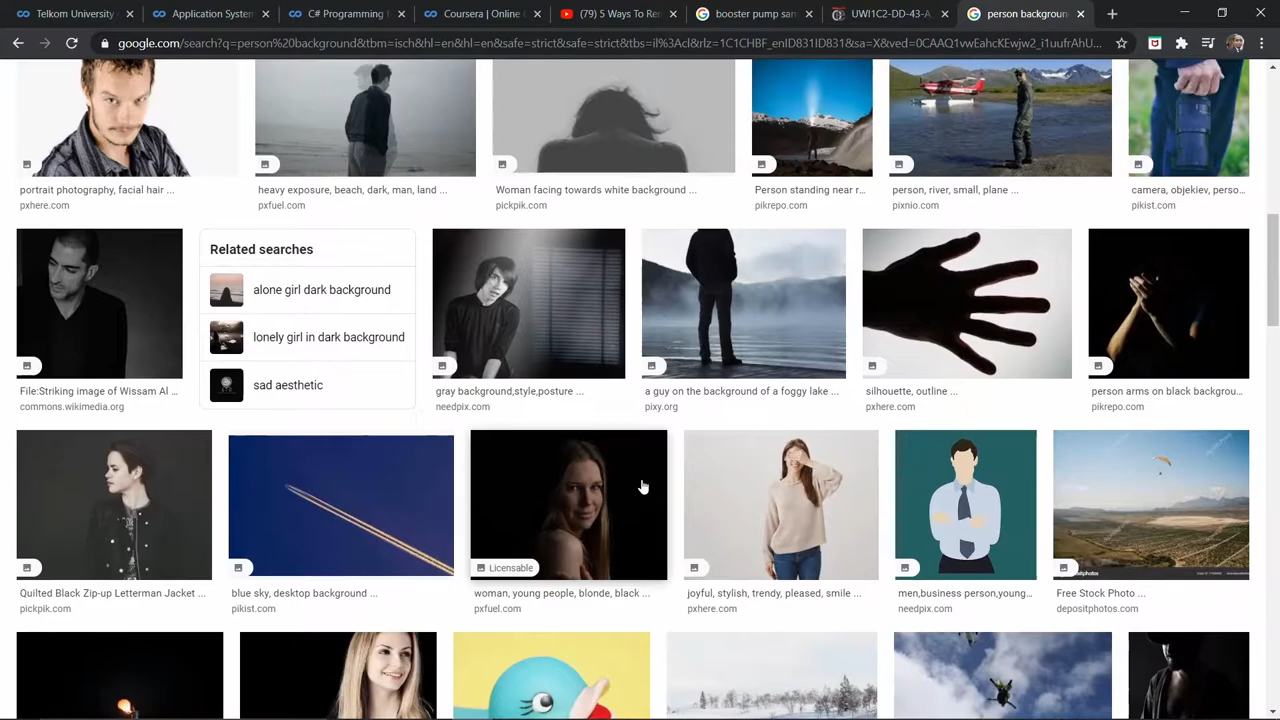 Telkom University
Application System
C# Programming
Coursera | Online
(79) 5 Ways To Re
booster pump san
UWI1C2-DD-43-A
person backgroun
google.com/search?q=person%20background&tbm=isch&hl=en&hl=en&safe=strict&safe=strict&tbs=il%3Acl&rlz=1C1CHBF_enID831ID831&sa=X&ved=0CAAQ1vwEahcKEwjw2_i1uufrAhU...
portrait photography, facial hair ...
pxhere.com
heavy exposure, beach, dark, man, land ...
pxfuel.com
Woman facing towards white background ...
pickpik.com
Person standing near r...
pikrepo.com
person, river, small, plane ...
pixnio.com
camera, objekiev, perso...
pikist.com
Related searches
alone girl dark background
lonely girl in dark background
sad aesthetic
File:Striking image of Wissam Al ...
commons.wikimedia.org
gray background,style,posture ...
needpix.com
a guy on the background of a foggy lake ...
pixy.org
silhouette, outline ...
pxhere.com
person arms on black backgrou...
pikrepo.com
Licensable
Quilted Black Zip-up Letterman Jacket ...
pickpik.com
blue sky, desktop background ...
pikist.com
woman, young people, blonde, black ...
pxfuel.com
joyful, stylish, trendy, pleased, smile ...
pxhere.com
men,business person,young...
needpix.com
Free Stock Photo ...
depositphotos.com